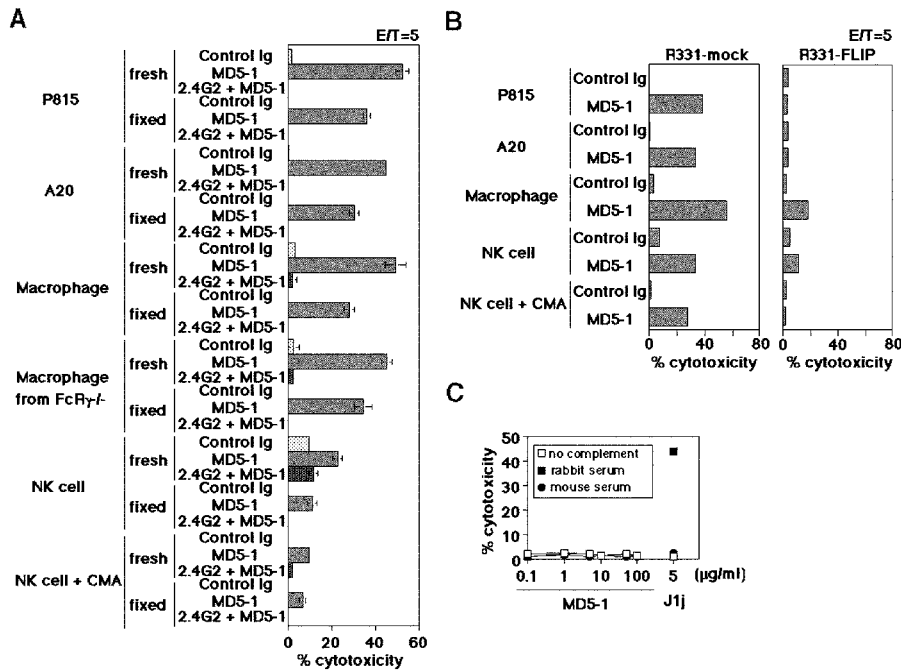 A
E/T=5
P815
fresh
Control Ig
MD5-1
2.4G2 + MD5-1
fixed
Control Ig
MD5-1
2.4G2 + MD5-1
A20
fresh
Control Ig
MD5-1
2.4G2 + MD5-1
fixed
Control Ig
MD5-1
2.4G2 + MD5-1
Macrophage
fresh
Control Ig
MD5-1
2.4G2 + MD5-1
fixed
Control Ig
MD5-1
2.4G2 + MD5-1
Macrophage
from FcRγ-/-
fresh
Control Ig
MD5-1
2.4G2 + MD5-1
fixed
Control Ig
MD5-1
2.4G2 + MD5-1
NK cell
fresh
Control Ig
MD5-1
2.4G2 + MD5-1
fixed
Control Ig
MD5-1
2.4G2 + MD5-1
NK cell + CMA
fresh
Control Ig
MD5-1
2.4G2 + MD5-1
fixed
Control Ig
MD5-1
2.4G2 + MD5-1
0 20 40 60
% cytotoxicity
B
E/T=5
R331-mock R331-FLIP
P815
Control Ig
MD5-1
A20
Control Ig
MD5-1
Macrophage
Control Ig
MD5-1
NK cell
Control Ig
MD5-1
NK cell + CMA
Control Ig
MD5-1
0 40 80 0 40 80
% cytotoxicity % cytotoxicity
C
% cytotoxicity
50
40
30
20
10
0
no complement
rabbit serum
mouse serum
0.1 1 10 100 5 (μg/ml)
MD5-1 J1j